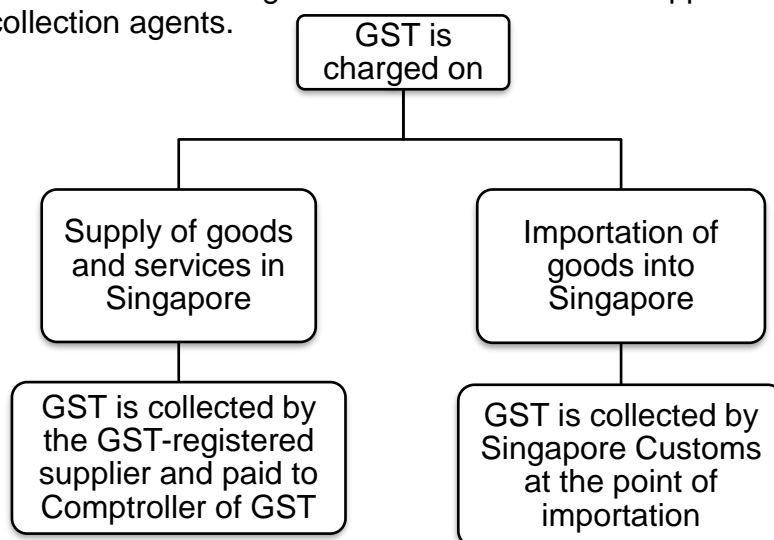 collection agents.
GST is
charged on
Supply of goods
and services in
Singapore
Importation of
goods into
Singapore
GST is collected by
the GST-registered
supplier and paid to
Comptroller of GST
GST is collected by
Singapore Customs
at the point of
importation